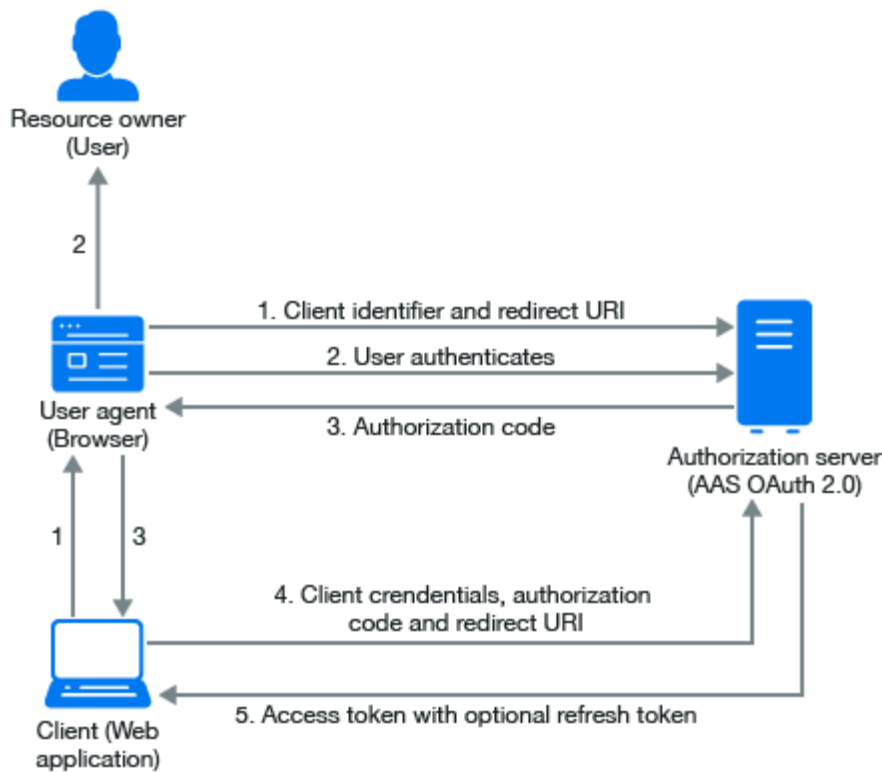 Resource owner
(User)
2
1. Client identifier and redirect URI
2. User authenticates
3. Authorization code
User agent
(Browser)
Authorization server
(AAS OAuth 2.0)
1
3
4. Client crendentials, authorization
code and redirect URI
5. Access token with optional refresh token
Client (Web
application)